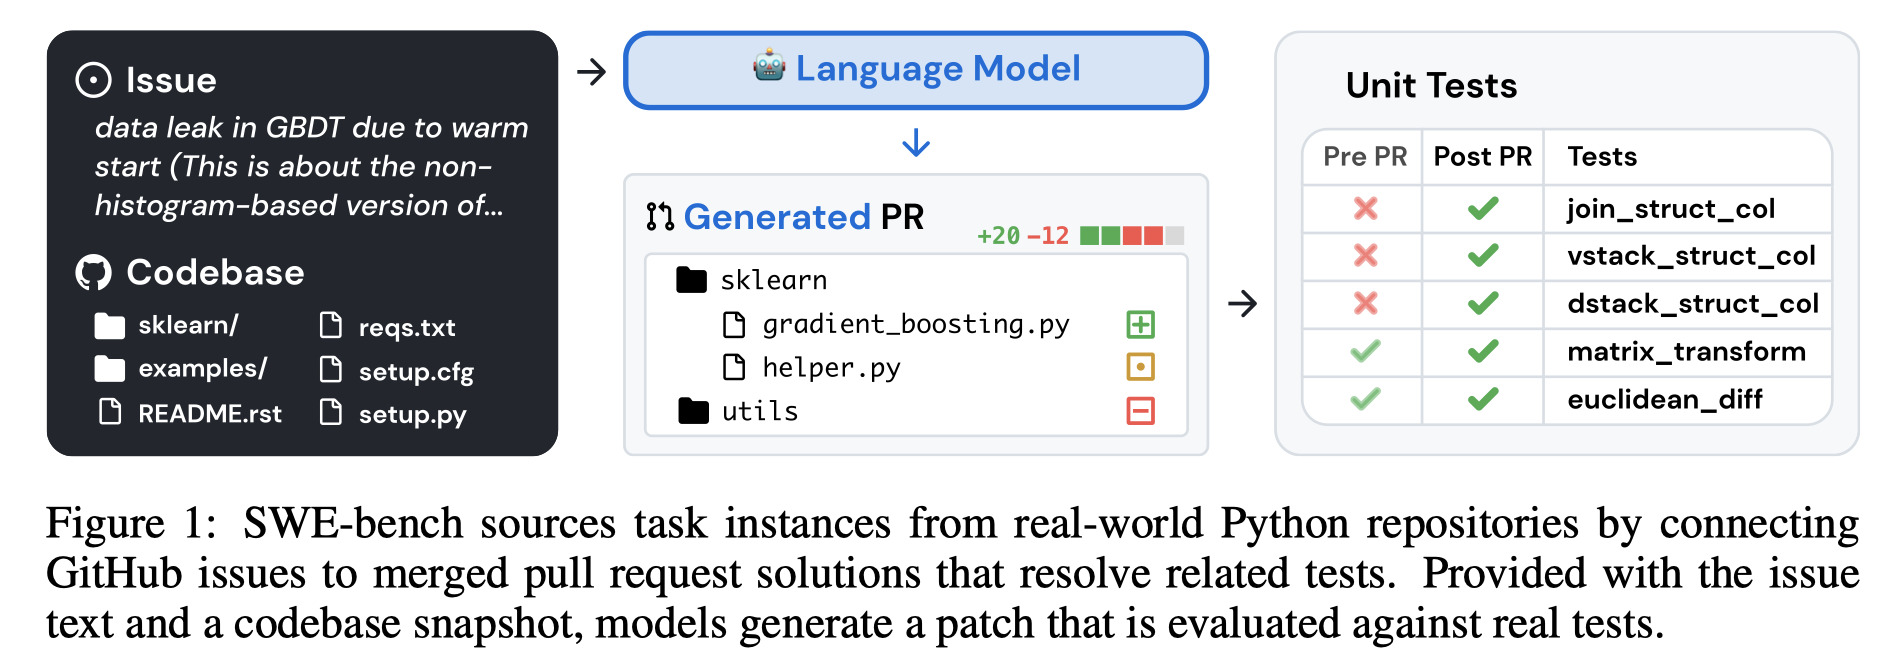 Issue
data leak in GBDT due to warm
start (This is about the non-
histogram-based version of...
Codebase
sklearn/
reqs.txt
examples/
setup.cfg
README.rst
setup.py
Language Model
Generated PR
+20 -12
sklearn
gradient_boosting.py
helper.py
utils
Unit Tests
Pre PR Post PR Tests
join_struct_col
vstack_struct_col
dstack_struct_col
matrix_transform
euclidean_diff
Figure 1: SWE-bench sources task instances from real-world Python repositories by connecting
GitHub issues to merged pull request solutions that resolve related tests. Provided with the issue
text and a codebase snapshot, models generate a patch that is evaluated against real tests.